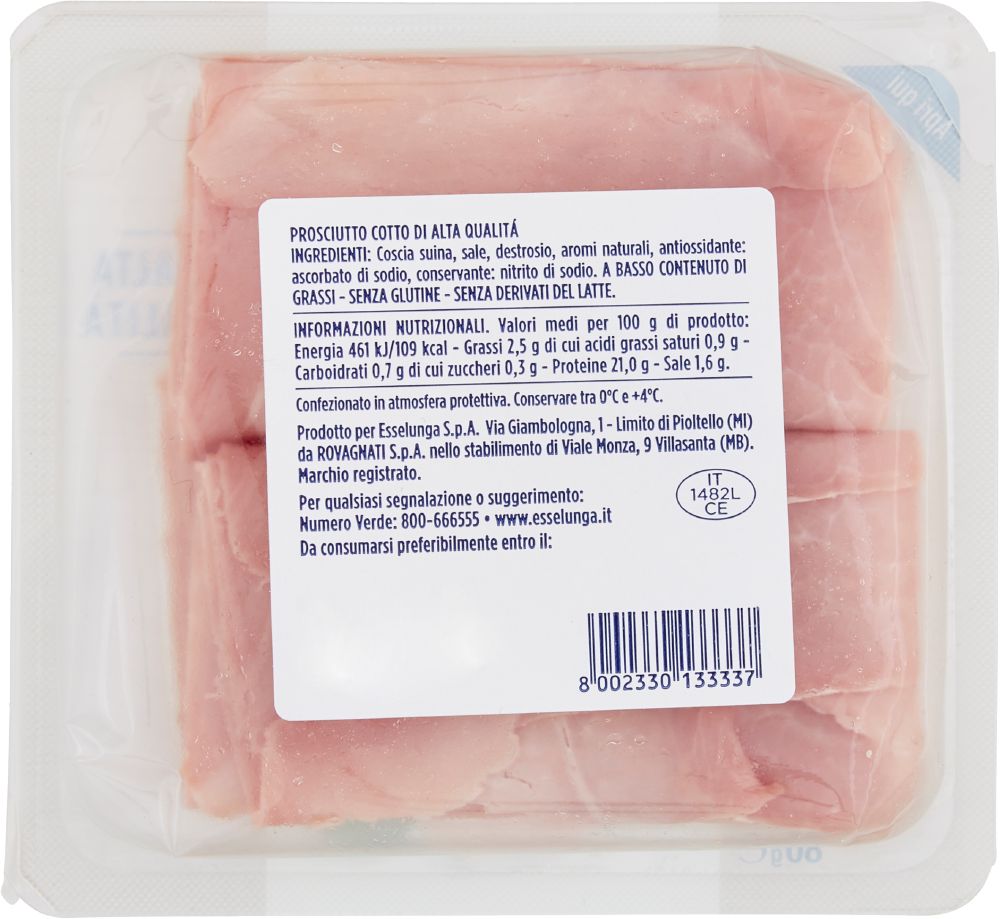 Apri qui
PROSCIUTTO COTTO DI ALTA QUALITÁ
INGREDIENTI: Coscia suina, sale, destrosio, aromi naturali, antiossidante:
ascorbato di sodio, conservante: nitrito di sodio. A BASSO CONTENUTO DI
GRASSI - SENZA GLUTINE - SENZA DERIVATI DEL LATTE.
INFORMAZIONI NUTRIZIONALI. Valori medi per 100 g di prodotto:
Energia 461 kJ/109 kcal - Grassi 2,5 g di cui acidi grassi saturi 0,9 g -
Carboidrati 0,7 g di cui zuccheri 0,3 g - Proteine 21,0 g - Sale 1,6 g.
Confezionato in atmosfera protettiva. Conservare tra 0°C e +4°C.
Prodotto per Esselunga S.p.A. Via Giambologna, 1 - Limito di Pioltello (MI)
da ROVAGNATI S.p.A. nello stabilimento di Viale Monza, 9 Villasanta (MB).
Marchio registrato.
Per qualsiasi segnalazione o suggerimento:
Numero Verde: 800-666555 • www.esselunga.it
Da consumarsi preferibilmente entro il:
IT
1482L
CE
8 002330 133337
ALTA